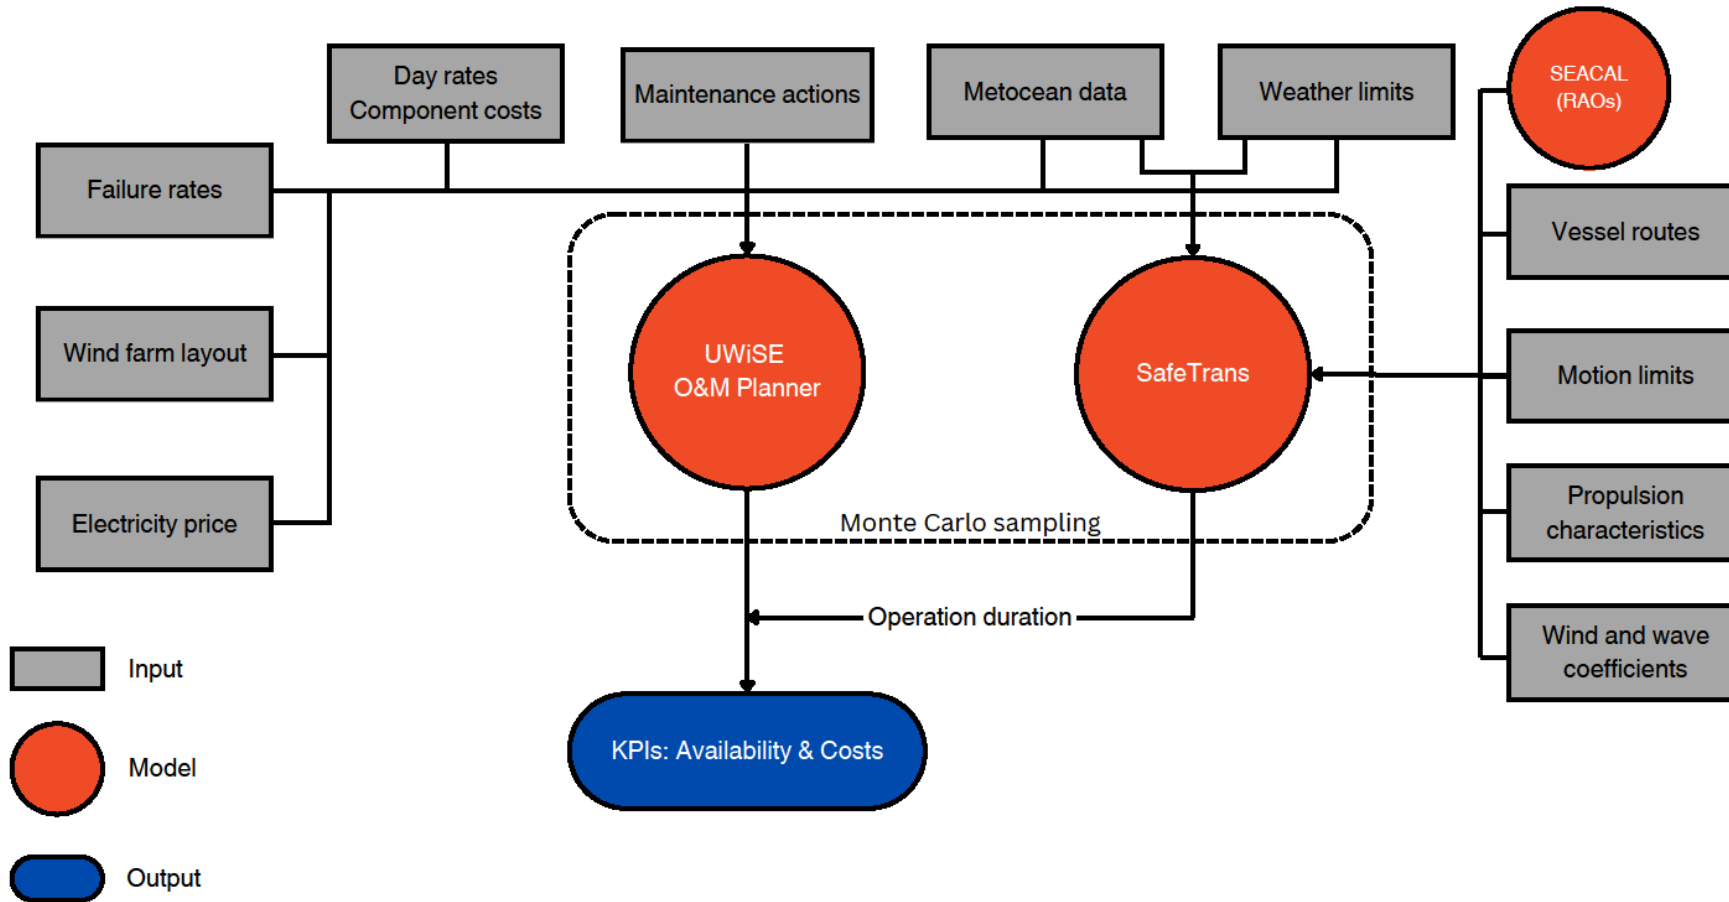 Day rates
Component costs
Maintenance actions
Metocean data
Weather limits
SEACAL
(RAOs)
Failure rates
Vessel routes
Wind farm layout
UWiSE
O&M Planner
SafeTrans
Motion limits
Electricity price
Monte Carlo sampling
Propulsion
characteristics
Operation duration
Wind and wave
coefficients
Input
KPIs: Availability & Costs
Model
Output